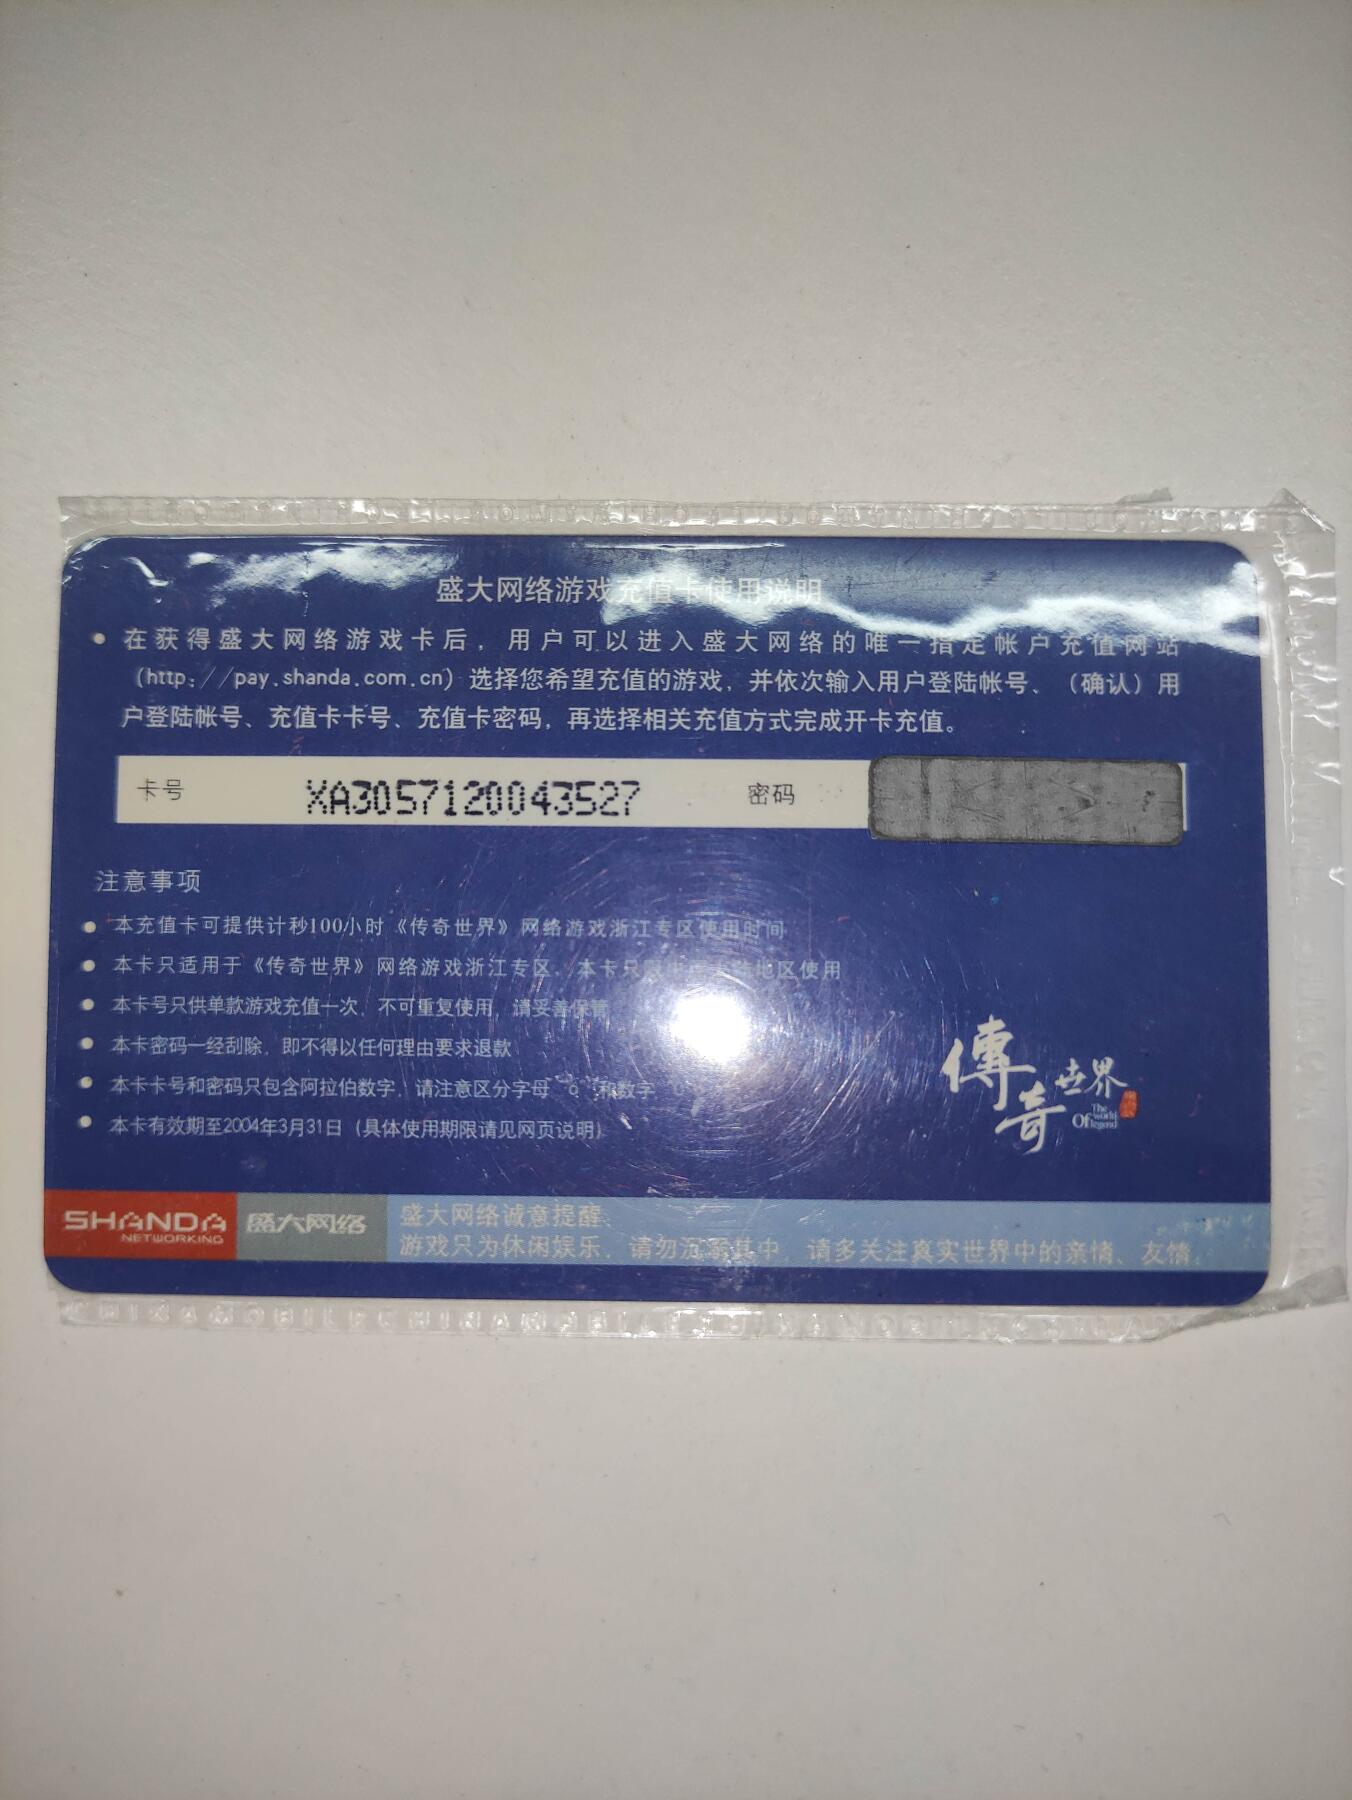 盛大网络游戏充值卡使用说明
在获得盛大网络游戏卡后，用户可以进入盛大网络的唯一指定帐户充值网站
（http://pay.shanda.com.cn）选择您希望充值的游戏，并依次输入用户登陆帐号、（确认）用
户登陆帐号、充值卡卡号、充值卡密码，再选择相关充值方式完成开卡充值。
卡号 XA3057120043527 密码
注意事项
本充值卡可提供计秒100小时《传奇世界》网络游戏浙江专区使用时间
本卡只适用于《传奇世界》网络游戏浙江专区，本卡只限 地区使用
本卡号只供单款游戏充值一次，不可重复使用，请妥善保管
本卡密码一经刮除，即不得以任何理由要求退款
本卡卡号和密码只包含阿拉伯数字，请注意区分字母 o 和数字
本卡有效期至2004年3月31日（具体使用期限请见网页说明）
傳奇世界
The World Of legend
SHANDA NETWORKING 盛大网络
盛大网络诚意提醒：
游戏只为休闲娱乐，请勿沉溺其中，请多关注真实世界中的亲情、友情。